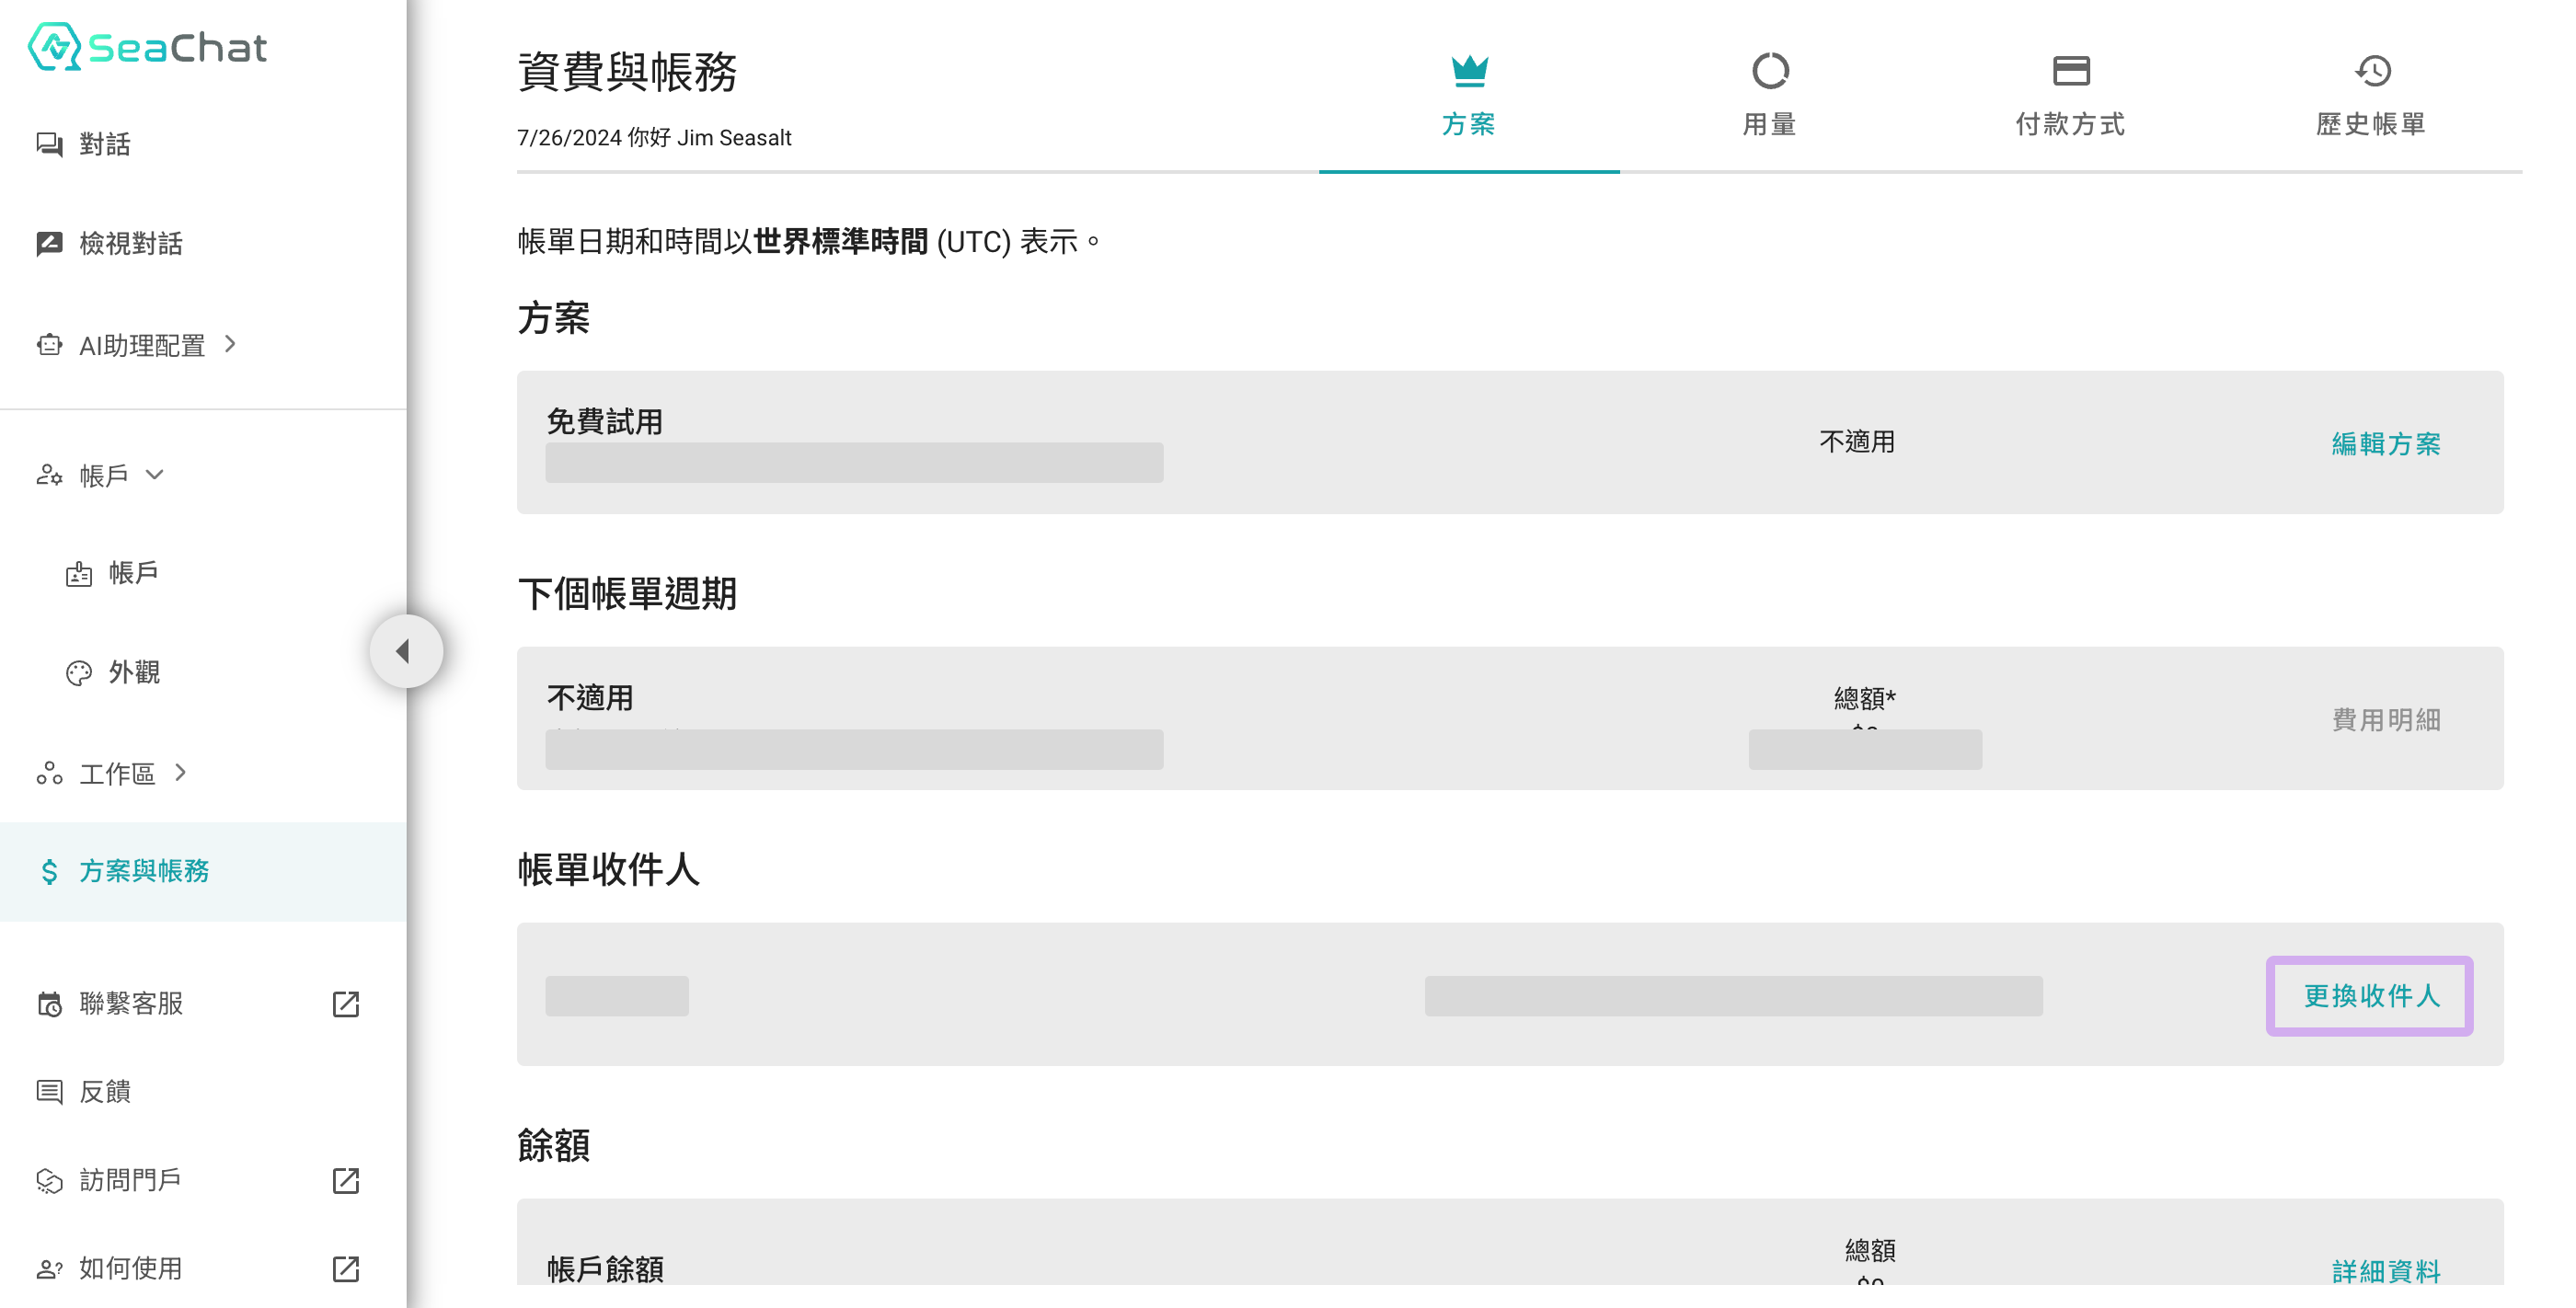 SeaChat
對話
檢視對話
AI助理配置
帳戶
帳戶
外觀
工作區
方案與帳務
聯繫客服
反饋
訪問門戶
如何使用
資費與帳務
7/26/2024 你好 Jim Seasalt
方案
用量
付款方式
歷史帳單
帳單日期和時間以世界標準時間 (UTC) 表示。
方案
免費試用
不適用
編輯方案
下個帳單週期
不適用
總額*
費用明細
帳單收件人
更換收件人
餘額
帳戶餘額
總額
詳細資料